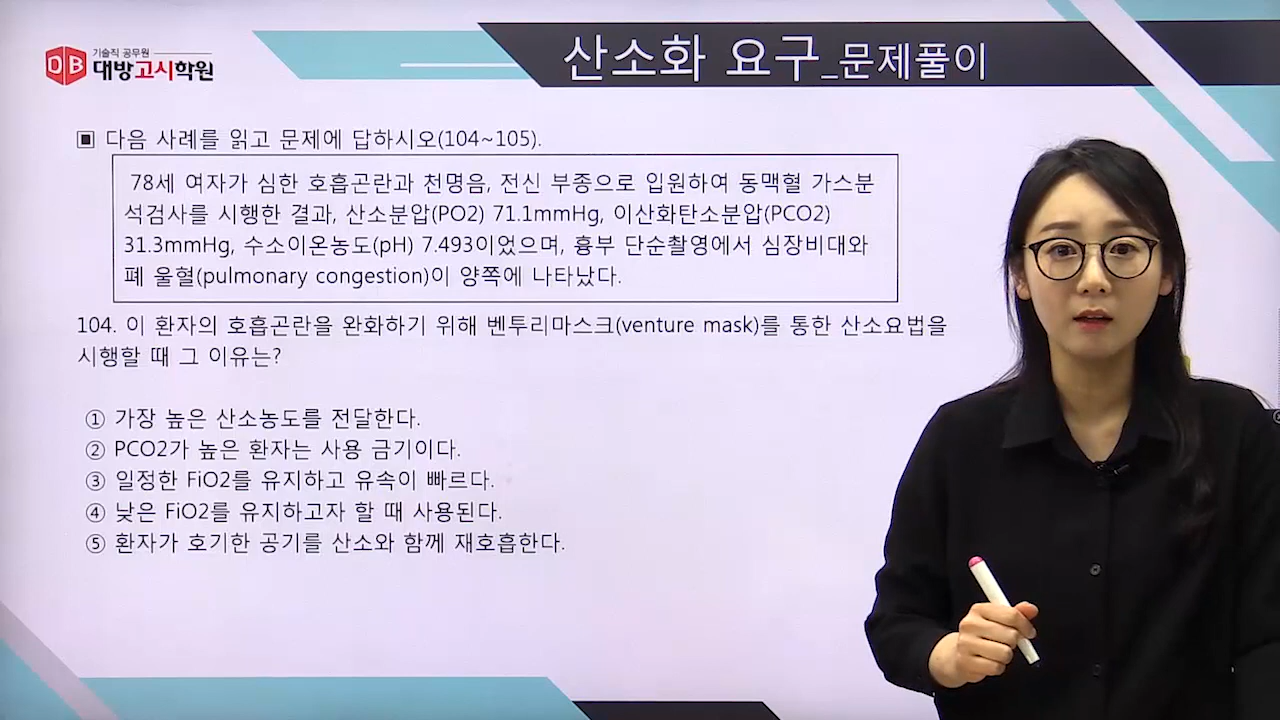 산소화 요구_문제풀이
DB
기술직 공무원
대방고시학원
▣ 다음 사례를 읽고 문제에 답하시오(104~105).
78세 여자가 심한 호흡곤란과 천명음, 전신 부종으로 입원하여 동맥혈 가스분
석검사를 시행한 결과, 산소분압(PO2) 71.1mmHg, 이산화탄소분압(PCO2)
31.3mmHg, 수소이온농도(pH) 7.493이었으며, 흉부 단순촬영에서 심장비대와
폐 울혈(pulmonary congestion)이 양쪽에 나타났다.
104. 이 환자의 호흡곤란을 완화하기 위해 벤투리마스크(venture mask)를 통한 산소요법을
시행할 때 그 이유는?
① 가장 높은 산소농도를 전달한다.
② PCO2가 높은 환자는 사용 금기이다.
③ 일정한 FiO2를 유지하고 유속이 빠르다.
④ 낮은 FiO2를 유지하고자 할 때 사용된다.
⑤ 환자가 호기한 공기를 산소와 함께 재호흡한다.